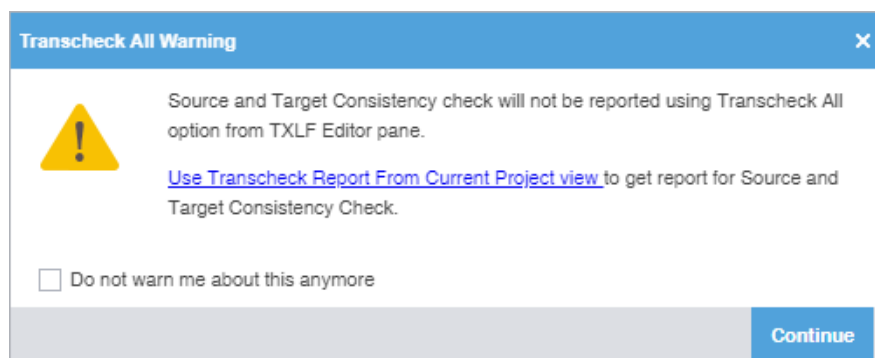 Transcheck All Warning
Source and Target Consistency check will not be reported using Transcheck All
option from TXLF Editor pane.
Use Transcheck Report From Current Project view to get report for Source and
Target Consistency Check.
Do not warn me about this anymore
Continue